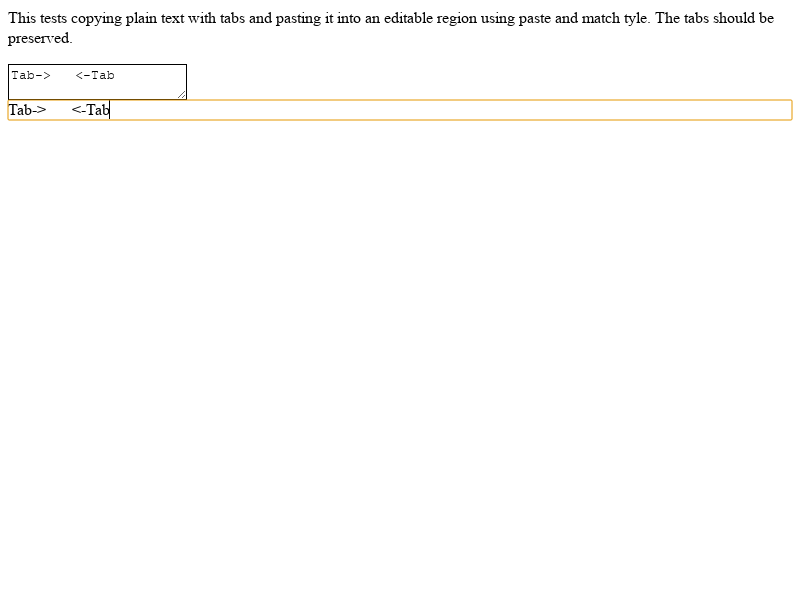 This tests copying plain text with tabs and pasting it into an editable region using paste and match tyle. The tabs should be
preserved.
Tab->	<-Tab
Tab->	<-Tab